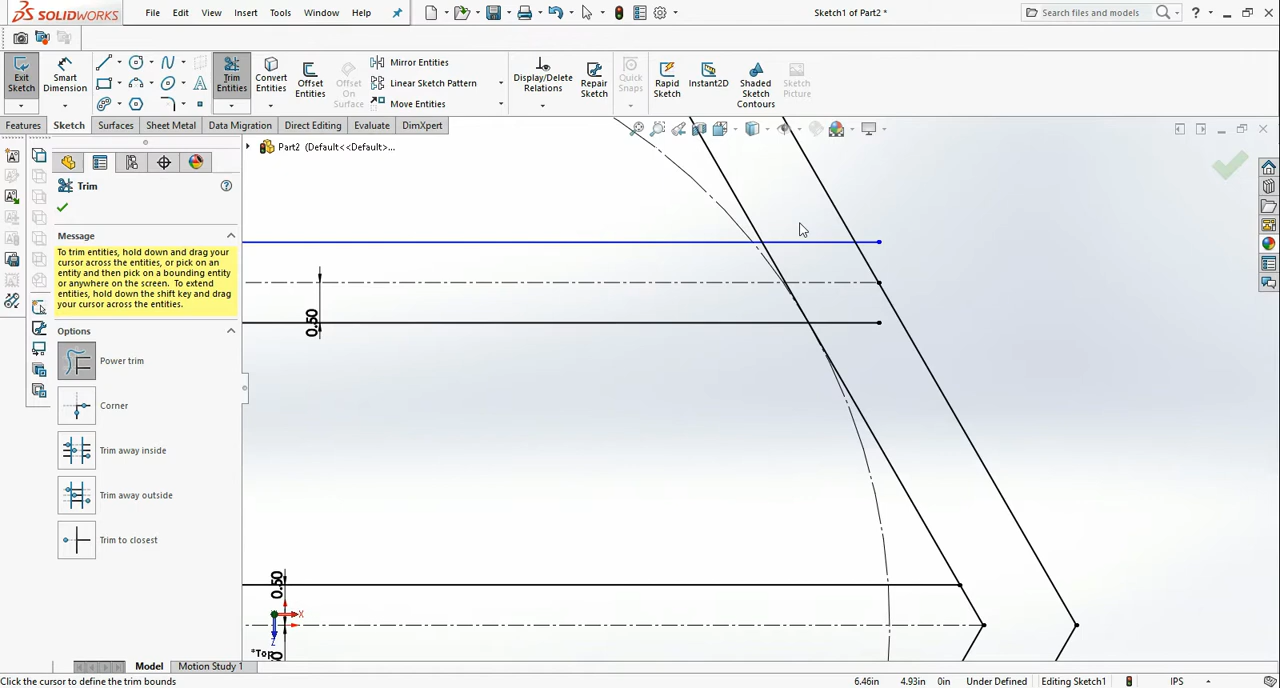 SOLIDWORKS
File
Edit
View
Insert
Tools
Window
Help
Sketch1 of Part2 *
Search files and models
?
Exit Sketch
Smart Dimension
Trim Entities
Convert Entities
Offset Entities
Offset On Surface
Mirror Entities
Linear Sketch Pattern
Move Entities
Display/Delete Relations
Repair Sketch
Quick Snaps
Rapid Sketch
Instant2D
Shaded Sketch Contours
Sketch Picture
Features
Sketch
Surfaces
Sheet Metal
Data Migration
Direct Editing
Evaluate
DimXpert
Part2 (Default<<Default>...
Trim
?
Message
To trim entities, hold down and drag your
cursor across the entities, or pick on an
entity and then pick on a bounding entity
or anywhere on the screen. To extend
entities, hold down the shift key and drag
your cursor across the entities.
Options
Power trim
Corner
Trim away inside
Trim away outside
Trim to closest
0.50
0.50
X
Z
*Top
Model
Motion Study 1
Click the cursor to define the trim bounds
6.46in
4.93in
0in
Under Defined
Editing Sketch1
IPS